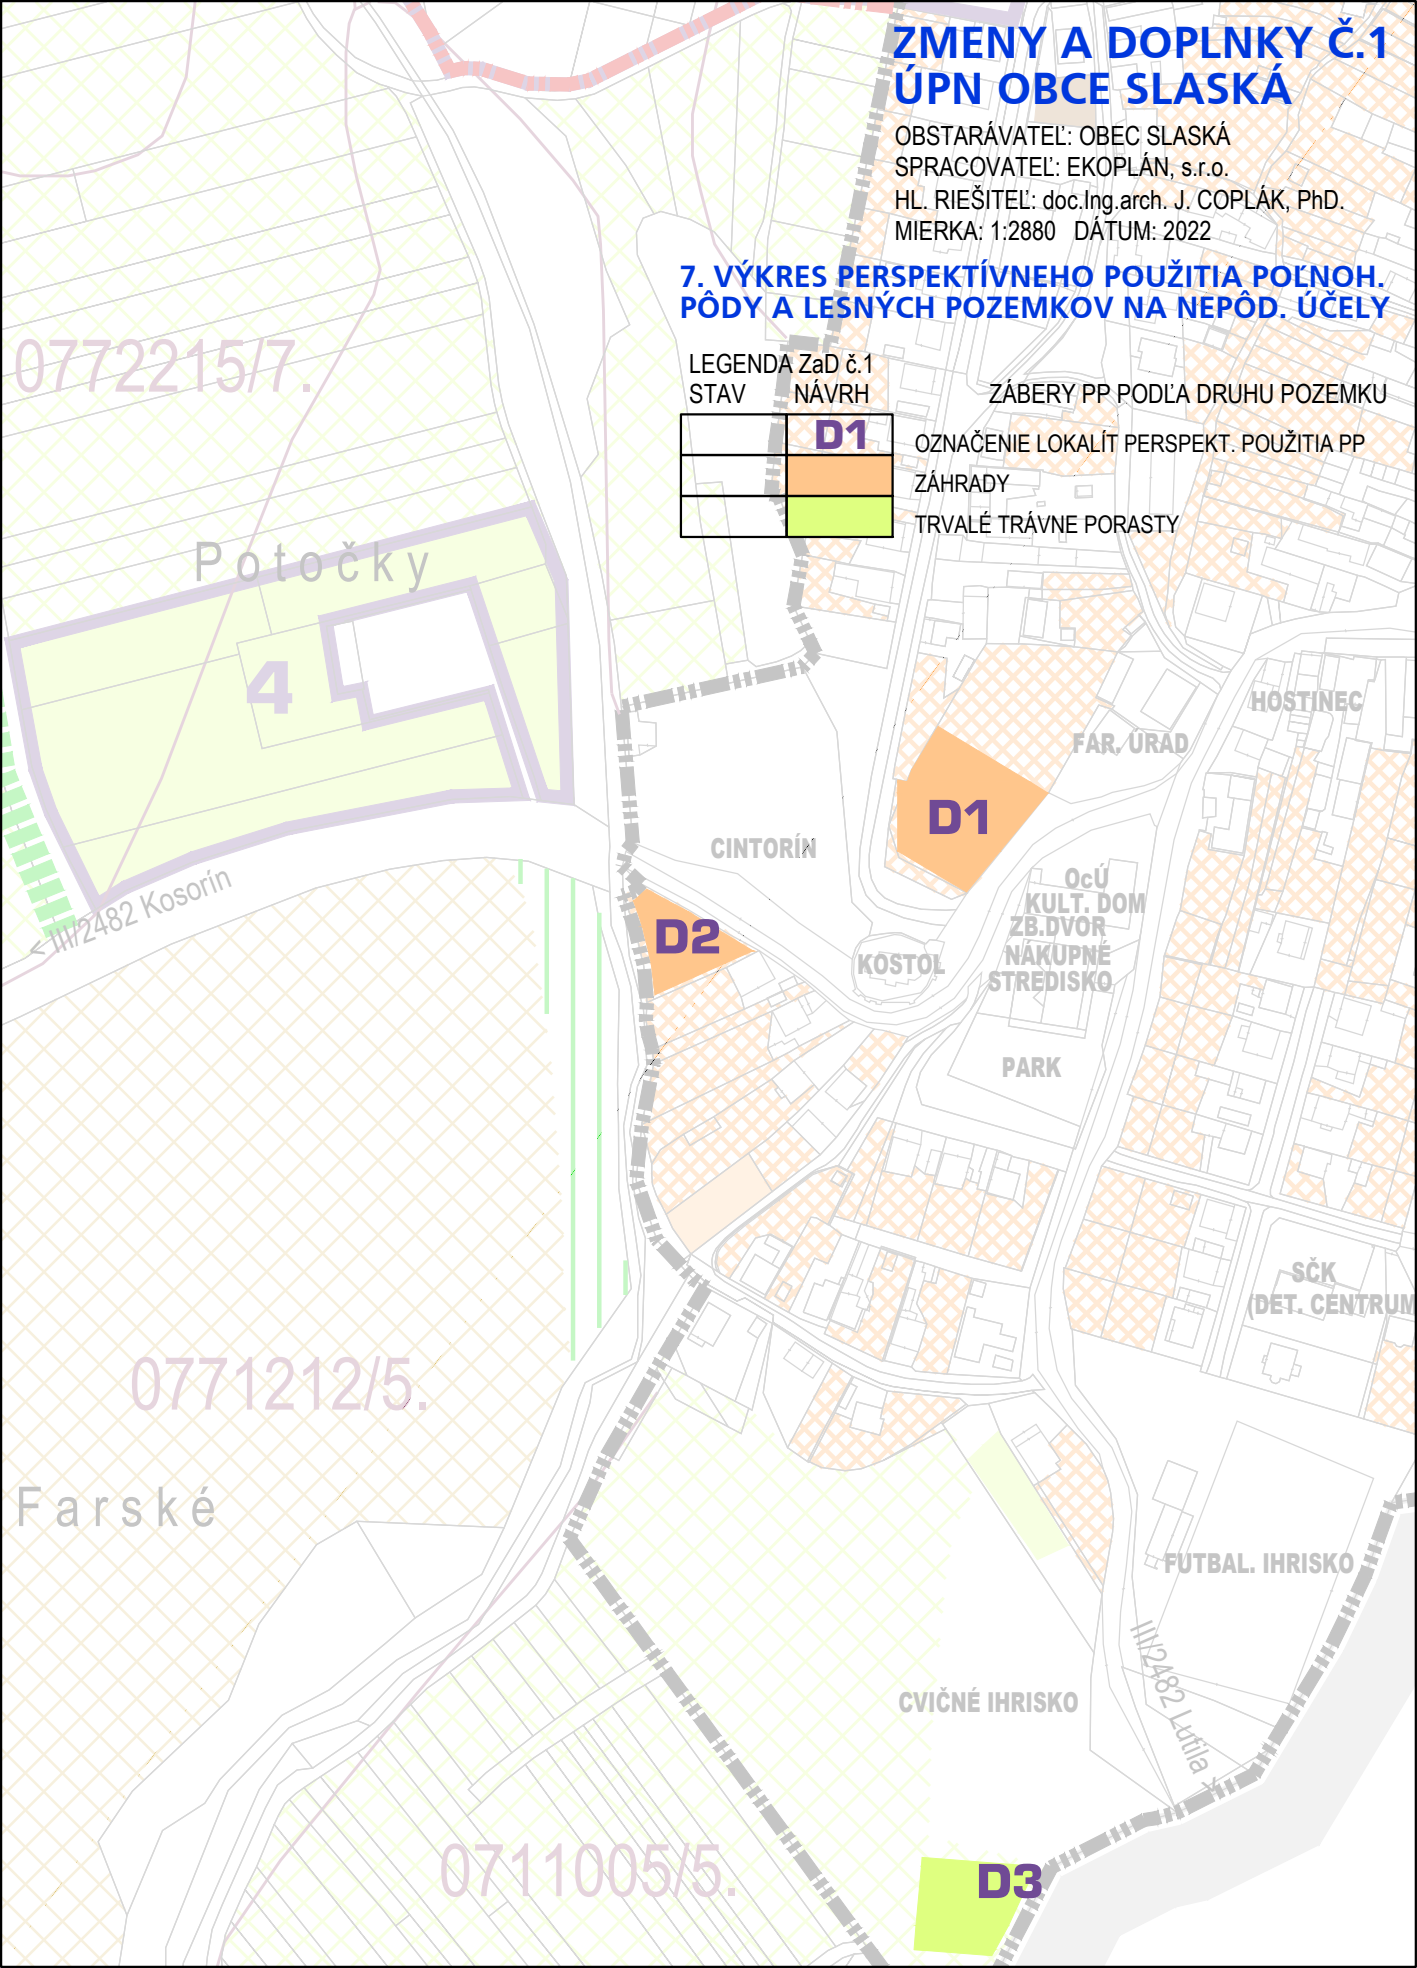 ZMENY A DOPLNKY Č.1
ÚPN OBCE SLASKÁ
OBSTARÁVATEĽ: OBEC SLASKÁ
SPRACOVATEĽ: EKOPLÁN, s.r.o.
HL. RIEŠITEĽ: doc.Ing.arch. J. COPLÁK, PhD.
MIERKA: 1:2880 DÁTUM: 2022
7. VÝKRES PERSPEKTÍVNEHO POUŽITIA POĽNOH.
PÔDY A LESNÝCH POZEMKOV NA NEPÔD. ÚČELY
LEGENDA ZaD č.1
STAV NÁVRH ZÁBERY PP PODĽA DRUHU POZEMKU
D1 OZNAČENIE LOKALÍT PERSPEKT. POUŽITIA PP
ZÁHRADY
TRVALÉ TRÁVNE PORASTY
0772215/7.
Potočky
4
HOSTINEC
FAR. ÚRAD
D1
CINTORÍN
OcÚ
KULT. DOM
ZB.DVOR
NÁKUPNÉ
STREDISKO
< III/2482 Kosorín
D2
KOSTOL
PARK
SČK
(DET. CENTRUM
0771212/5.
Farské
FUTBAL. IHRISKO
III/2482 Lutila >
CVIČNÉ IHRISKO
0711005/5.
D3